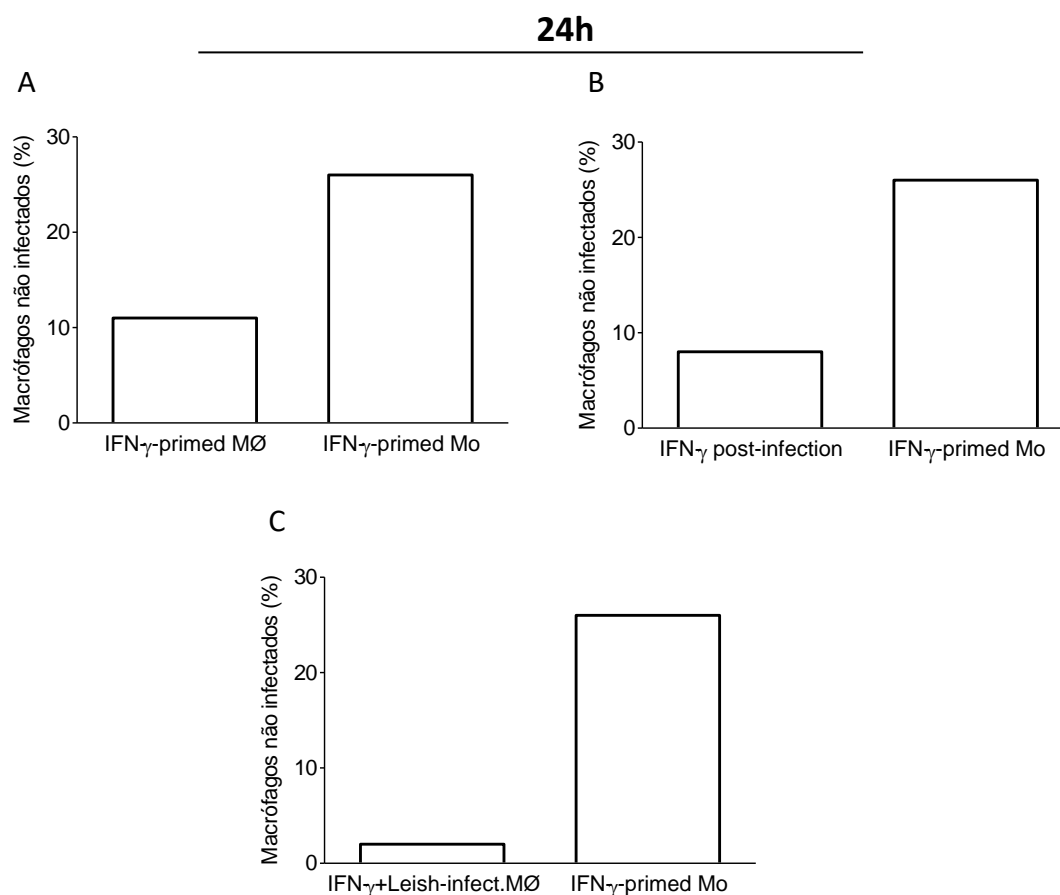 24h
A
Macrófagos não infectados (%)
30
20
10
0
IFN-γ-primed MØ
IFN-γ-primed Mo
B
Macrófagos não infectados (%)
30
20
10
0
IFN-γ post-infection
IFN-γ-primed Mo
C
Macrófagos não infectados (%)
30
20
10
0
IFN-γ+Leish-infect.MØ
IFN-γ-primed Mo